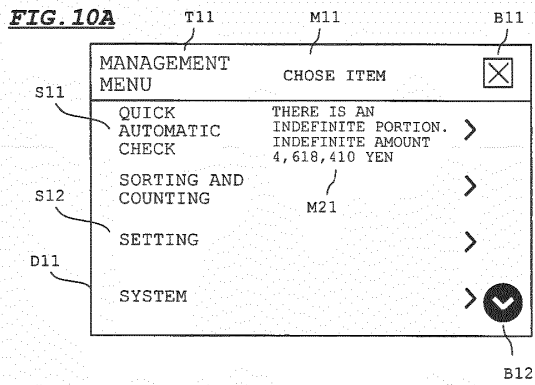 FIG. 10A
T11 M11 B11
MANAGEMENT
MENU
CHOSE ITEM
S11
QUICK
AUTOMATIC
CHECK
THERE IS AN
INDEFINITE PORTION.
INDEFINITE AMOUNT
4,618,410 YEN
SORTING AND
COUNTING
S12
M21
SETTING
D11
SYSTEM
B12